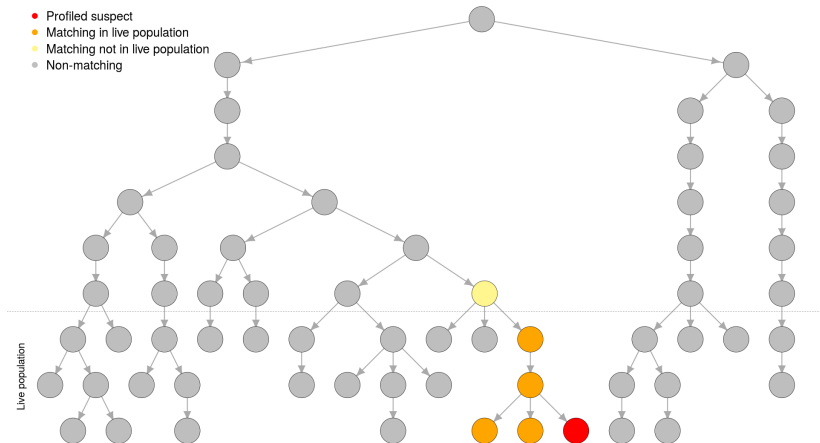 Profiled suspect
Matching in live population
Matching not in live population
Non-matching
Live population